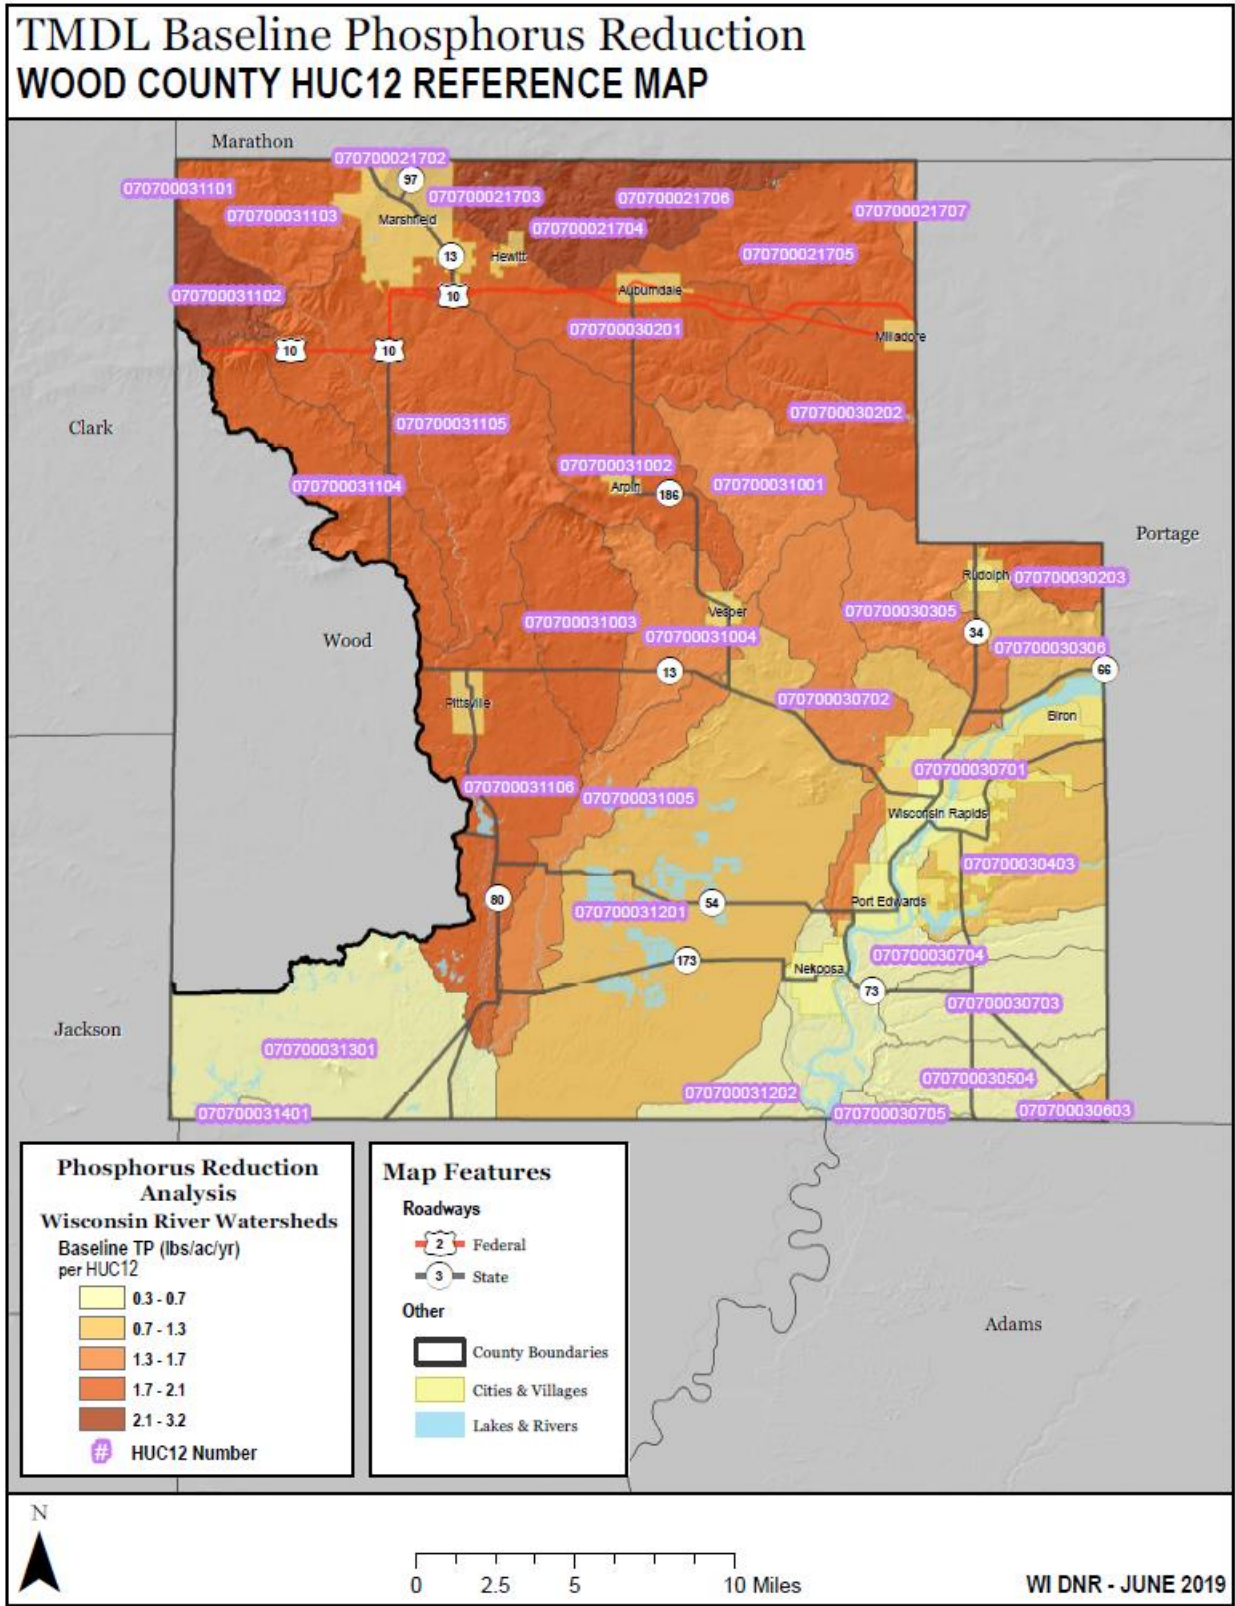 TMDL Baseline Phosphorus Reduction
WOOD COUNTY HUC12 REFERENCE MAP
Marathon
070700021702
97
070700031101
070700021703
070700021706
070700031103
Marshfield
070700021707
070700021704
13
Hewitt
070700021705
070700031102
10
Auburndale
070700030201
Milladore
10
10
070700030202
Clark
070700031105
070700031002
070700031104
Arpin
186
070700031001
Portage
Rudolph
070700030203
Vesper
070700030305
070700031003
34
070700031004
Wood
070700030306
13
66
Pittsville
070700030702
Biron
070700030701
070700031106
070700031005
Wisconsin Rapids
070700030403
80
54
Port Edwards
070700031201
173
070700030704
Nekoosa
73
070700030703
Jackson
070700031301
070700030504
070700031202
070700031401
070700030705
070700030603
Phosphorus Reduction
Analysis
Wisconsin River Watersheds
Baseline TP (lbs/ac/yr)
per HUC12
0.3 - 0.7
0.7 - 1.3
1.3 - 1.7
1.7 - 2.1
2.1 - 3.2
# HUC12 Number
Map Features
Roadways
2 Federal
3 State
Other
County Boundaries
Cities & Villages
Lakes & Rivers
Adams
N
0 2.5 5 10 Miles
WI DNR - JUNE 2019